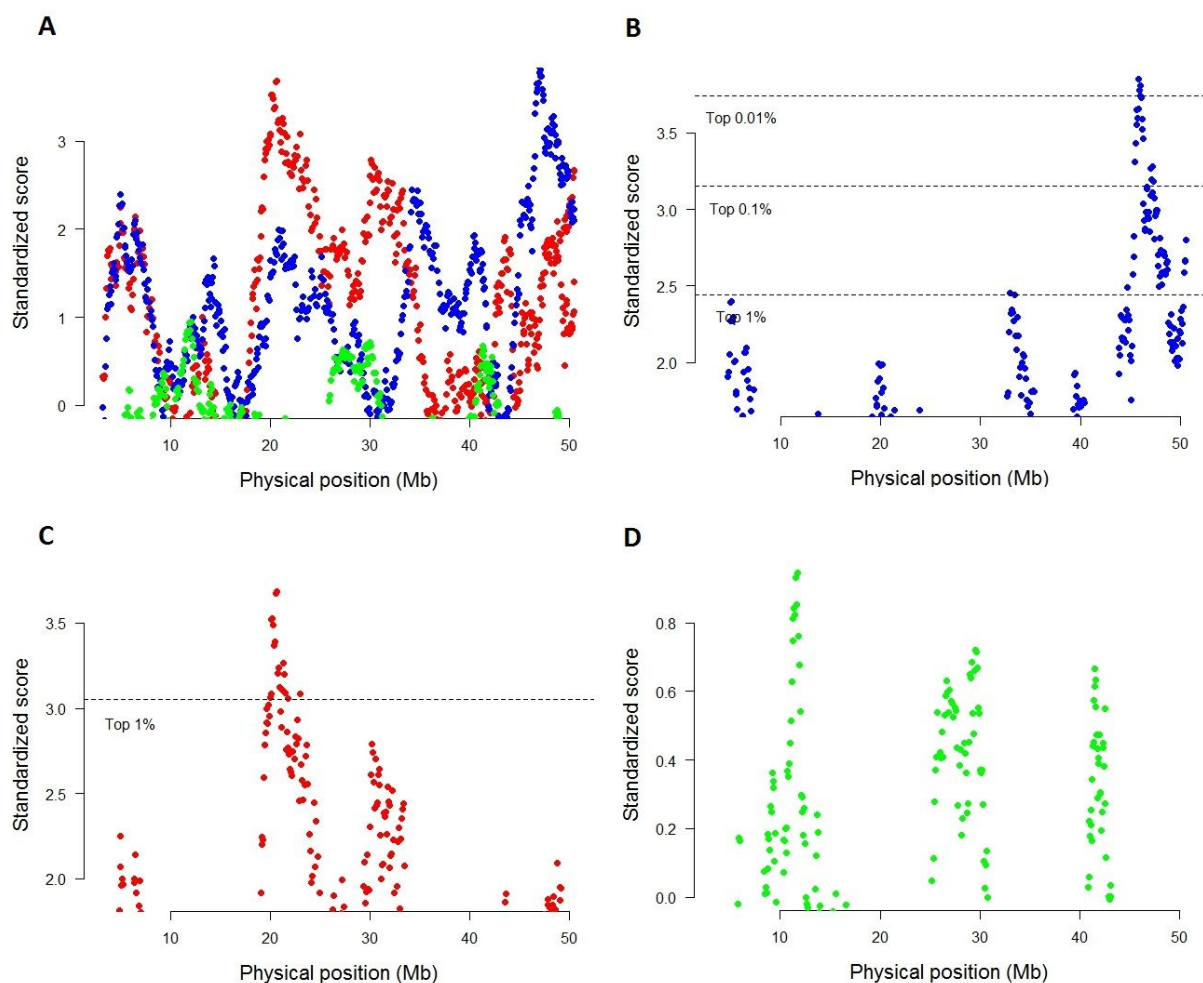 A
Standardized score
3
2
1
0
10 20 30 40 50
Physical position (Mb)
B
Standardized score
3.5
3.0
2.5
2.0
Top 0.01%
Top 0.1%
Top 1%
10 20 30 40 50
Physical position (Mb)
C
Standardized score
3.5
3.0
2.5
2.0
Top 1%
10 20 30 40 50
Physical position (Mb)
D
Standardized score
0.8
0.6
0.4
0.2
0.0
10 20 30 40 50
Physical position (Mb)